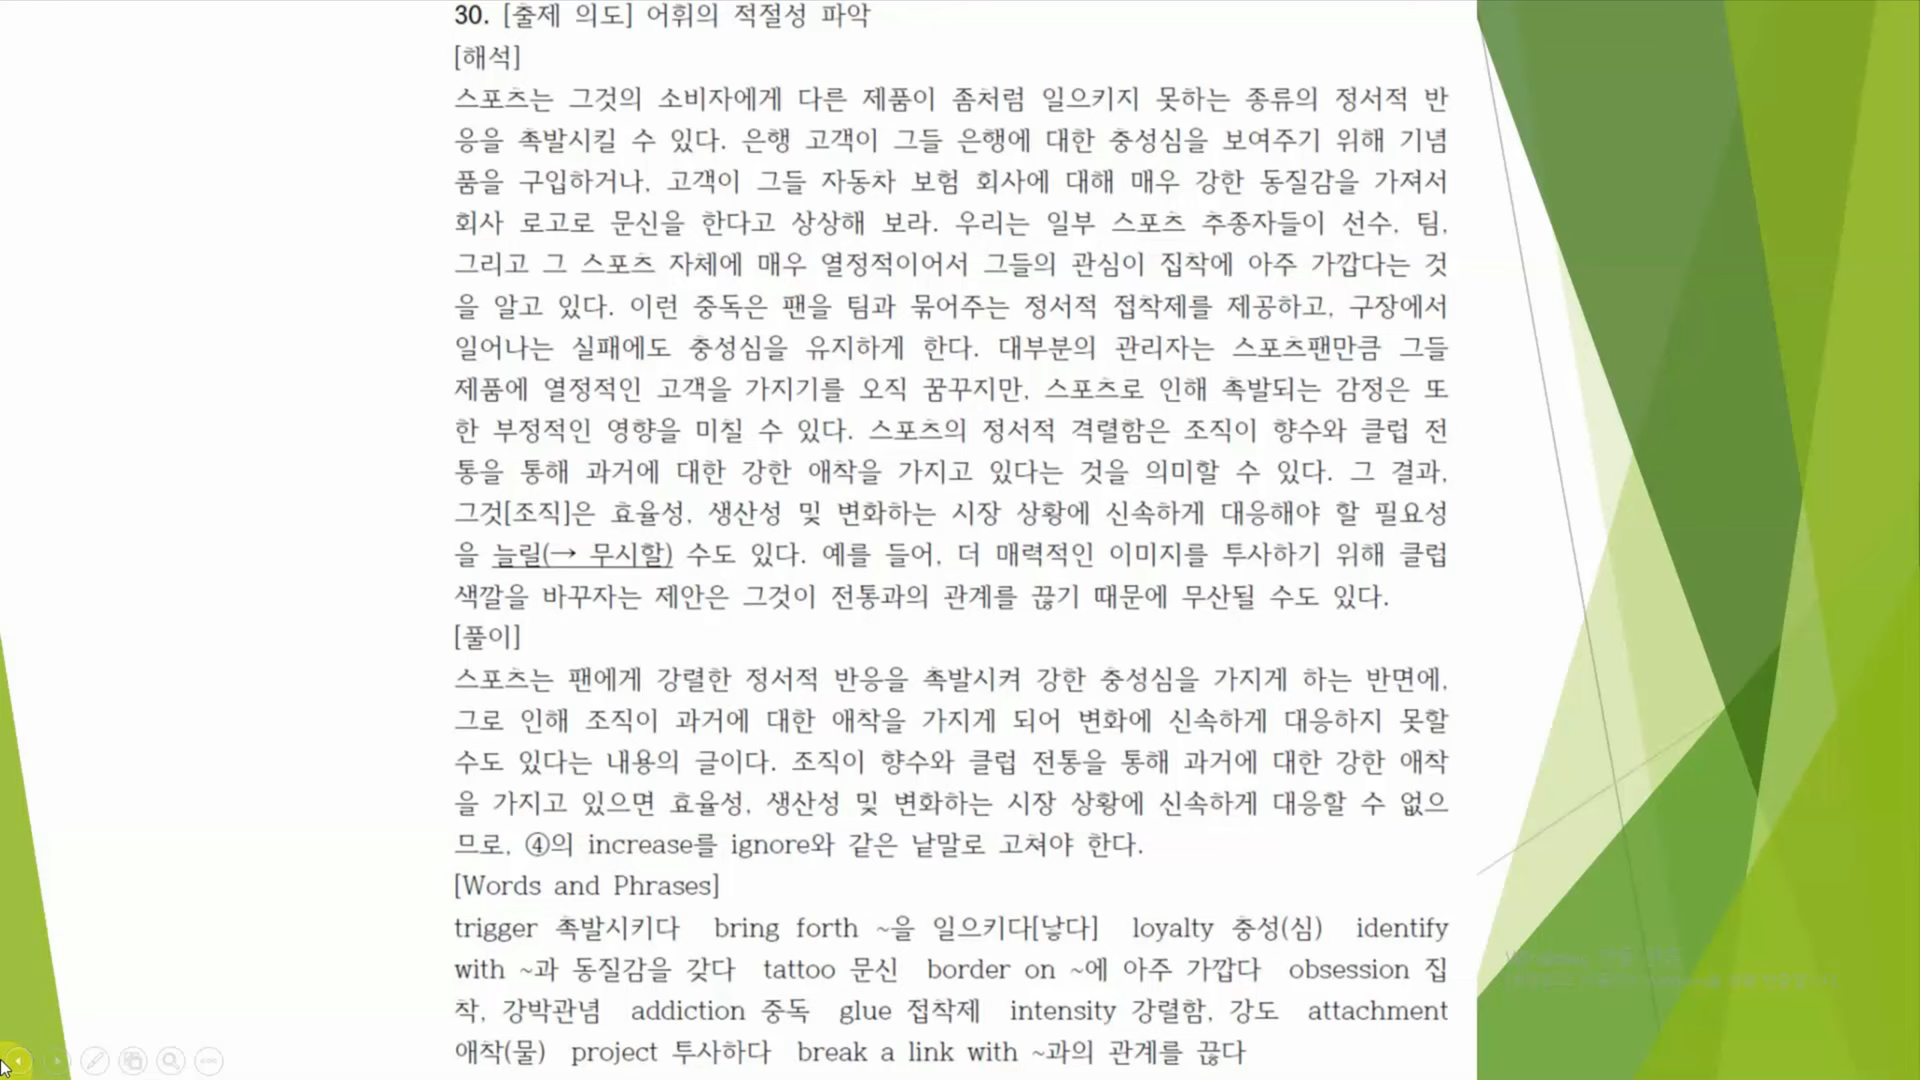 30. [출제 의도] 어휘의 적절성 파악
[해석]
스포츠는 그것의 소비자에게 다른 제품이 좀처럼 일으키지 못하는 종류의 정서적 반
응을 촉발시킬 수 있다. 은행 고객이 그들 은행에 대한 충성심을 보여주기 위해 기념
품을 구입하거나, 고객이 그들 자동차 보험 회사에 대해 매우 강한 동질감을 가져서
회사 로고로 문신을 한다고 상상해 보라. 우리는 일부 스포츠 추종자들이 선수, 팀,
그리고 그 스포츠 자체에 매우 열정적이어서 그들의 관심이 집착에 아주 가깝다는 것
을 알고 있다. 이런 중독은 팬을 팀과 묶어주는 정서적 접착제를 제공하고, 구장에서
일어나는 실패에도 충성심을 유지하게 한다. 대부분의 관리자는 스포츠팬만큼 그들
제품에 열정적인 고객을 가지기를 오직 꿈꾸지만, 스포츠로 인해 촉발되는 감정은 또
한 부정적인 영향을 미칠 수 있다. 스포츠의 정서적 격렬함은 조직이 향수와 클럽 전
통을 통해 과거에 대한 강한 애착을 가지고 있다는 것을 의미할 수 있다. 그 결과,
그것[조직]은 효율성, 생산성 및 변화하는 시장 상황에 신속하게 대응해야 할 필요성
을 늘릴(→ 무시할) 수도 있다. 예를 들어, 더 매력적인 이미지를 투사하기 위해 클럽
색깔을 바꾸자는 제안은 그것이 전통과의 관계를 끊기 때문에 무산될 수도 있다.
[풀이]
스포츠는 팬에게 강렬한 정서적 반응을 촉발시켜 강한 충성심을 가지게 하는 반면에,
그로 인해 조직이 과거에 대한 애착을 가지게 되어 변화에 신속하게 대응하지 못할
수도 있다는 내용의 글이다. 조직이 향수와 클럽 전통을 통해 과거에 대한 강한 애착
을 가지고 있으면 효율성, 생산성 및 변화하는 시장 상황에 신속하게 대응할 수 없으
므로, ④의 increase를 ignore와 같은 낱말로 고쳐야 한다.
[Words and Phrases]
trigger 촉발시키다 bring forth ~을 일으키다[낳다] loyalty 충성(심) identify
with ~과 동질감을 갖다 tattoo 문신 border on ~에 아주 가깝다 obsession 집
착, 강박관념 addiction 중독 glue 접착제 intensity 강렬함, 강도 attachment
애착(물) project 투사하다 break a link with ~과의 관계를 끊다